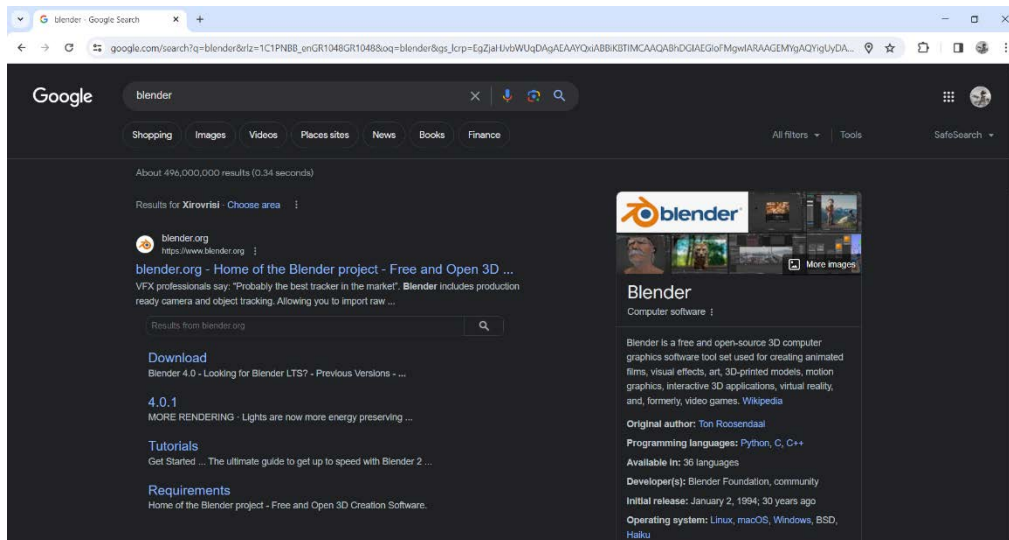 blender - Google Search
google.com/search?q=blender&rlz=1C1PNBB_enGR1048GR1048&oq=blender&gs_lcrp=
Google
blender
Shopping
Images
Videos
Places sites
News
Books
Finance
All filters
Tools
SafeSearch
About 496,000,000 results (0.34 seconds)
Results for Xirovrisi · Choose area
blender.org
https://www.blender.org
blender.org - Home of the Blender project - Free and Open 3D ...
VFX professionals say: "Probably the best tracker in the market". Blender includes production
ready camera and object tracking. Allowing you to import raw ...
Results from blender.org
Download
Blender 4.0 - Looking for Blender LTS? - Previous Versions - ...
4.0.1
MORE RENDERING · Lights are now more energy preserving ...
Tutorials
Get Started ... The ultimate guide to get up to speed with Blender 2 ...
Requirements
Home of the Blender project - Free and Open 3D Creation Software.
blender
More images
Blender
Computer software
Blender is a free and open-source 3D computer
graphics software tool set used for creating animated
films, visual effects, art, 3D-printed models, motion
graphics, interactive 3D applications, virtual reality,
and, formerly, video games. Wikipedia
Original author: Ton Roosendaal
Programming languages: Python, C, C++
Available in: 36 languages
Developer(s): Blender Foundation, community
Initial release: January 2, 1994; 30 years ago
Operating system: Linux, macOS, Windows, BSD,
Haiku